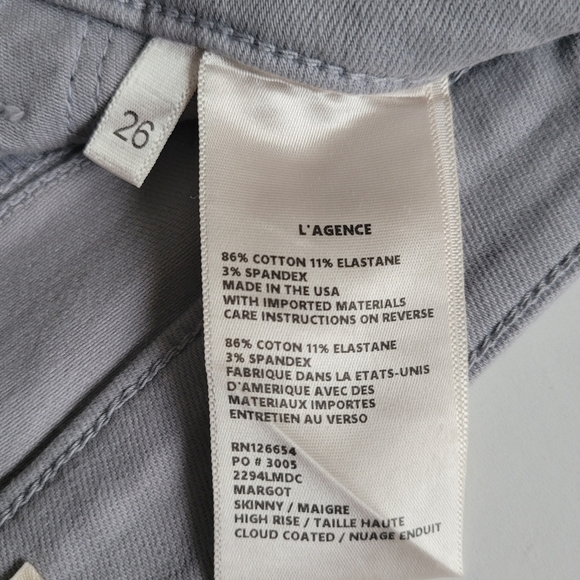 26
L'AGENCE
86% COTTON 11% ELASTANE
3% SPANDEX
MADE IN THE USA
WITH IMPORTED MATERIALS
CARE INSTRUCTIONS ON REVERSE
86% COTON 11% ELASTANE
3% SPANDEX
FABRIQUE DANS LA ETATS-UNIS
D'AMERIQUE AVEC DES
MATERIAUX IMPORTES
ENTRETIEN AU VERSO
RN126654
PO # 3005
2294LMDC
MARGOT
SKINNY / MAIGRE
HIGH RISE / TAILLE HAUTE
CLOUD COATED / NUAGE ENDUIT